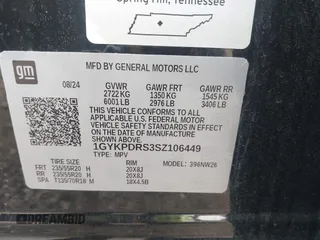 Spring Hill, Tennessee
gm
MFD BY GENERAL MOTORS LLC
08/24 GVWR GAWR FRT GAWR RR
2722 KG 1350 KG 1545 KG
6001 LB 2976 LB 3406 LB
THIS VEHICLE CONFORMS TO ALL
APPLICABLE U.S. FEDERAL MOTOR
VEHICLE SAFETY STANDARDS IN
EFFECT ON THE DATE OF
MANUFACTURE SHOWN ABOVE.
1GYKPDRS3SZ106449
TYPE: MPV MODEL: 396NW26
TIRE SIZE RIM
FRT 235/55R20 H 20X8J
RR 235/55R20 H 20X8J
SPA T135/70R18 M 18X4.5B
DREAMBID